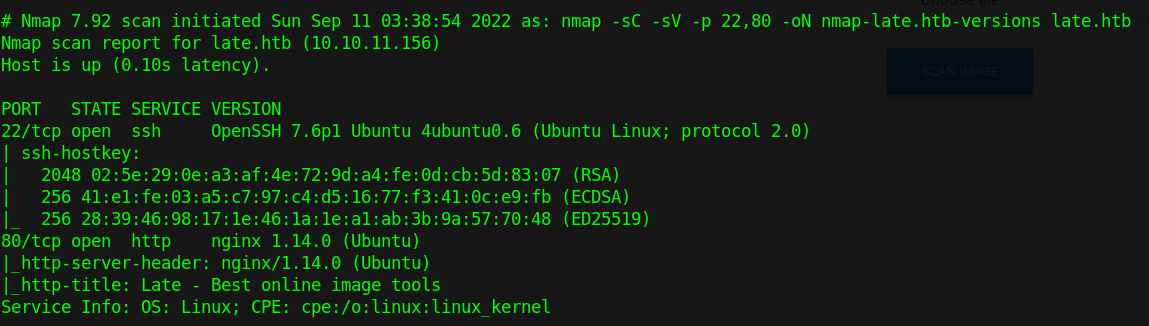 Choose file
# Nmap 7.92 scan initiated Sun Sep 11 03:38:54 2022 as: nmap -sC -sV -p 22,80 -oN nmap-late.htb-versions late.htb
Nmap scan report for late.htb (10.10.11.156)
Host is up (0.10s latency).
SCAN IMAGE
PORT   STATE SERVICE VERSION
22/tcp open  ssh     OpenSSH 7.6p1 Ubuntu 4ubuntu0.6 (Ubuntu Linux; protocol 2.0)
| ssh-hostkey:
|   2048 02:5e:29:0e:a3:af:4e:72:9d:a4:fe:0d:cb:5d:83:07 (RSA)
|   256 41:e1:fe:03:a5:c7:97:c4:d5:16:77:f3:41:0c:e9:fb (ECDSA)
|_  256 28:39:46:98:17:1e:46:1a:1e:a1:ab:3b:9a:57:70:48 (ED25519)
80/tcp open  http    nginx 1.14.0 (Ubuntu)
|_http-server-header: nginx/1.14.0 (Ubuntu)
|_http-title: Late - Best online image tools
Service Info: OS: Linux; CPE: cpe:/o:linux:linux_kernel